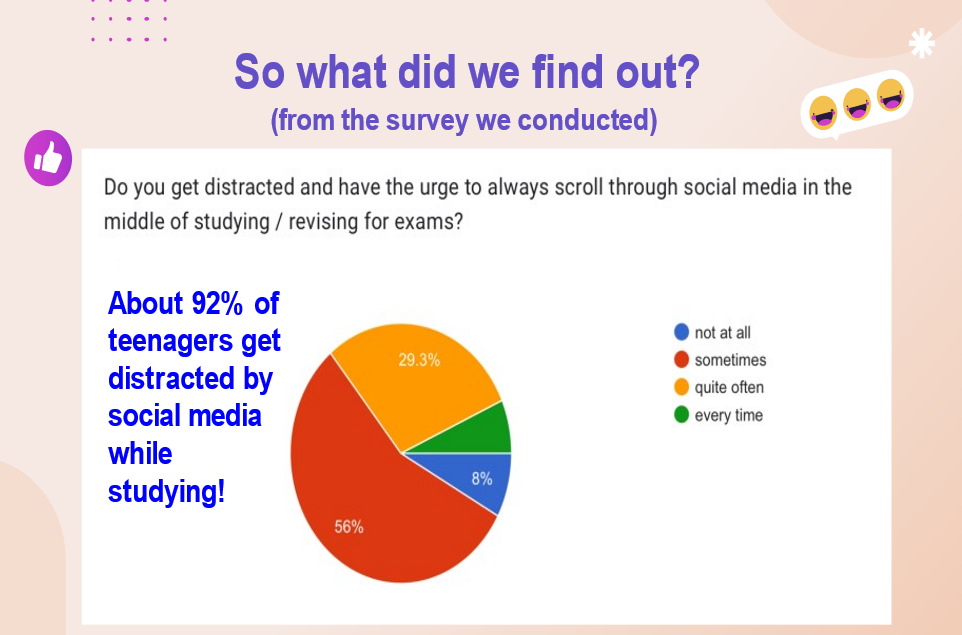 So what did we find out?
(from the survey we conducted)
Do you get distracted and have the urge to always scroll through social media in the
middle of studying / revising for exams?
About 92% of
teenagers get
distracted by
social media
while
studying!
29.3%
8%
56%
not at all
sometimes
quite often
every time